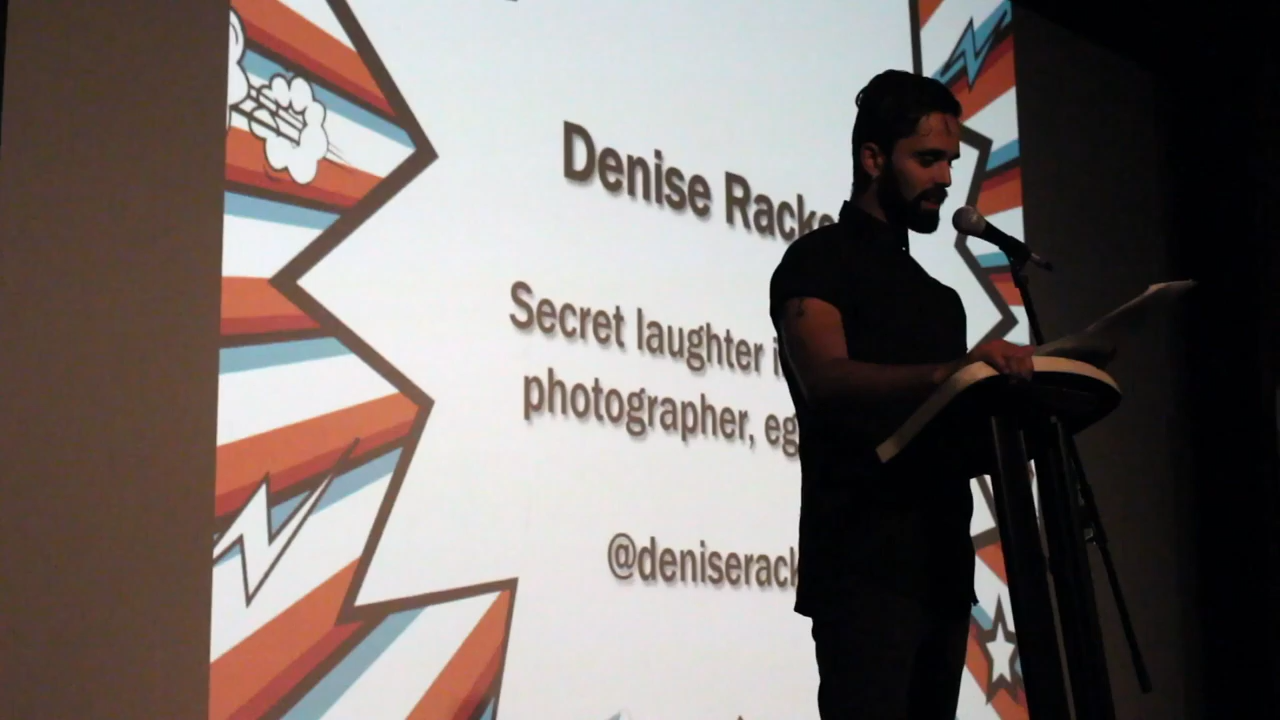 Denise Racke
Secret laughter i
photographer, eg
@deniserack